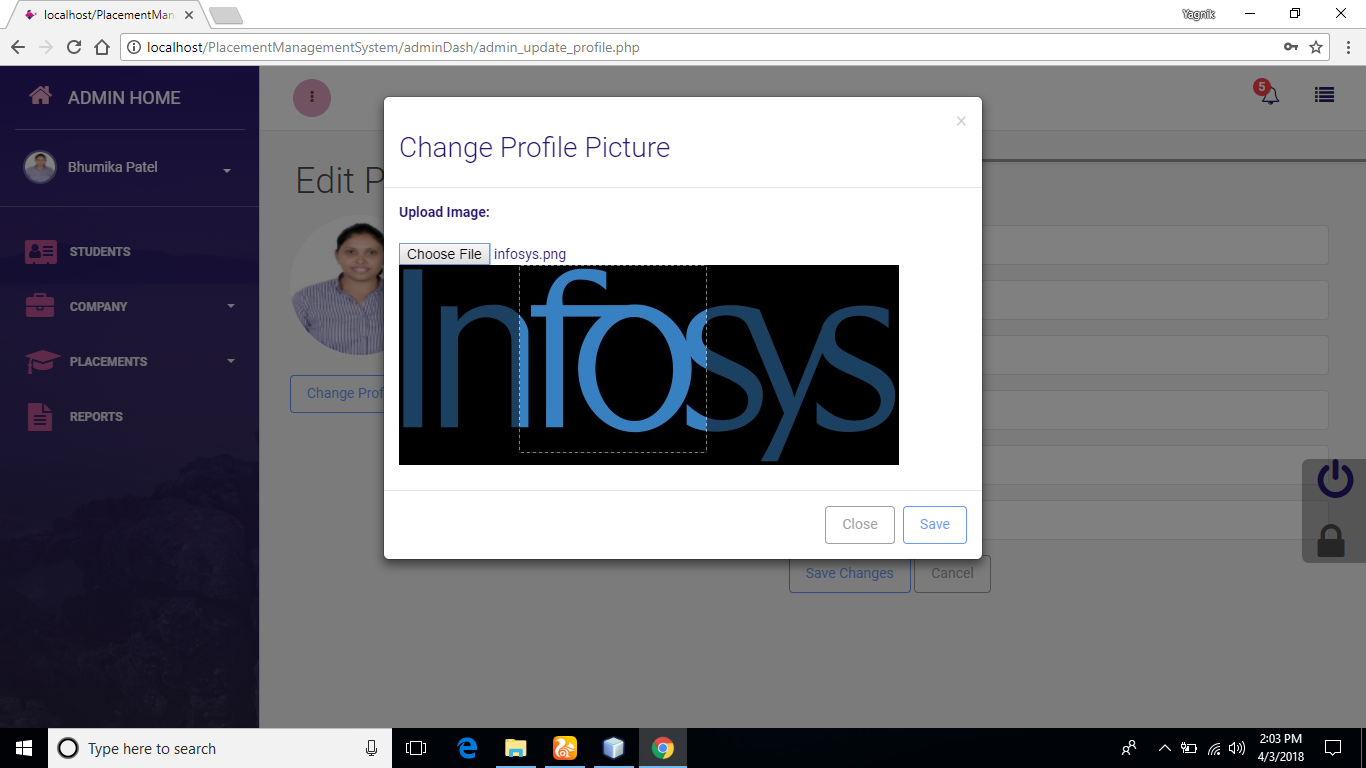 localhost/PlacementMan
Yagnik
localhost/PlacementManagementSystem/adminDash/admin_update_profile.php
ADMIN HOME
5
Bhumika Patel
Edit P
STUDENTS
COMPANY
PLACEMENTS
REPORTS
Change Prof
Change Profile Picture
×
Upload Image:
Choose File infosys.png
Infosys
Close Save
Save Changes Cancel
Type here to search
2:03 PM
4/3/2018